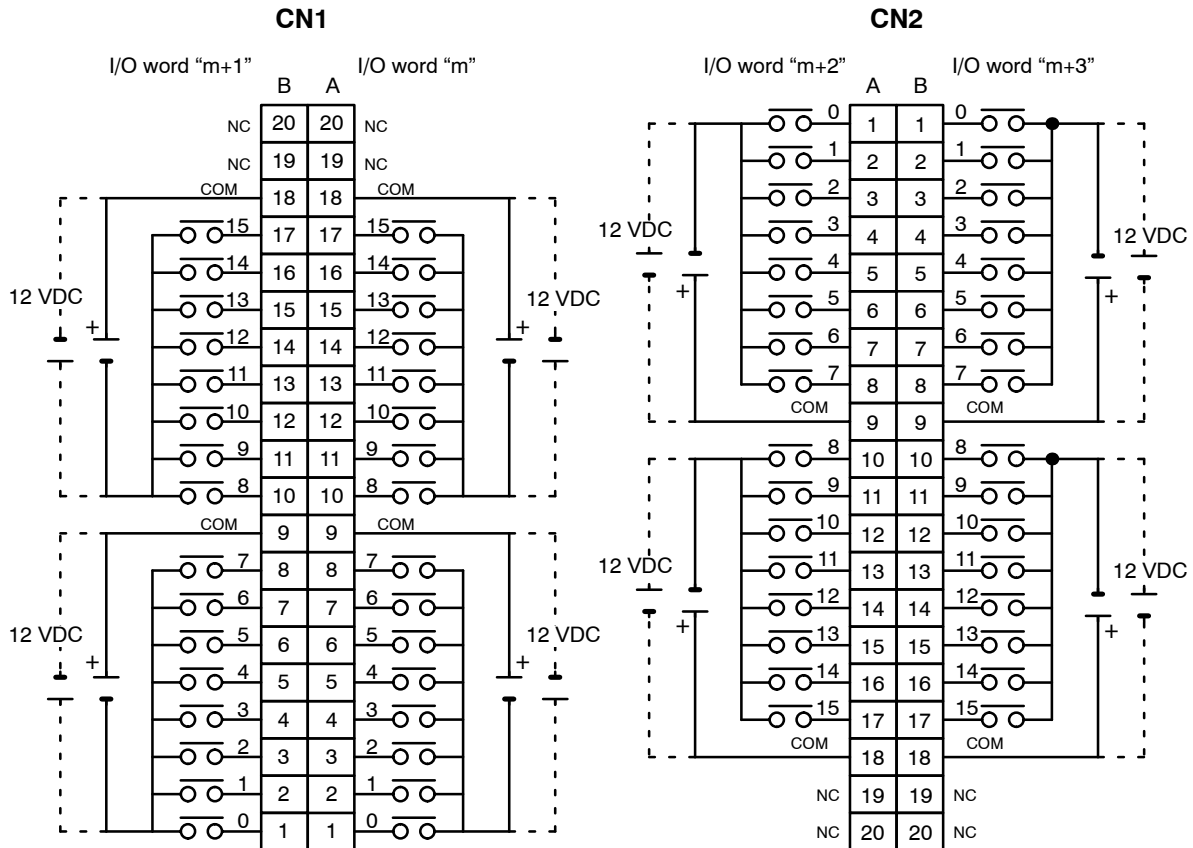 CN1
I/O word “m+1” I/O word “m”
B A
NC 20 20 NC
NC 19 19 NC
COM 18 18 COM
15 17 17 15
14 16 16 14
13 15 15 13
12 VDC + 12 14 14 12 + 12 VDC
11 13 13 11
10 12 12 10
9 11 11 9
8 10 10 8
COM 9 9 COM
7 8 8 7
6 7 7 6
12 VDC 5 6 6 5 12 VDC
+ 4 5 5 4 +
3 4 4 3
2 3 3 2
1 2 2 1
0 1 1 0
CN2
I/O word “m+2” I/O word “m+3”
A B
0 1 1 0
1 2 2 1
2 3 3 2
12 VDC 3 4 4 3 12 VDC
4 5 5 4
+ 5 6 6 5 +
6 7 7 6
7 8 8 7
COM 9 9 COM
8 10 10 8
9 11 11 9
10 12 12 10
12 VDC 11 13 13 11 12 VDC
12 14 14 12
+ 13 15 15 13 +
14 16 16 14
15 17 17 15
COM 18 18 COM
NC 19 19 NC
NC 20 20 NC